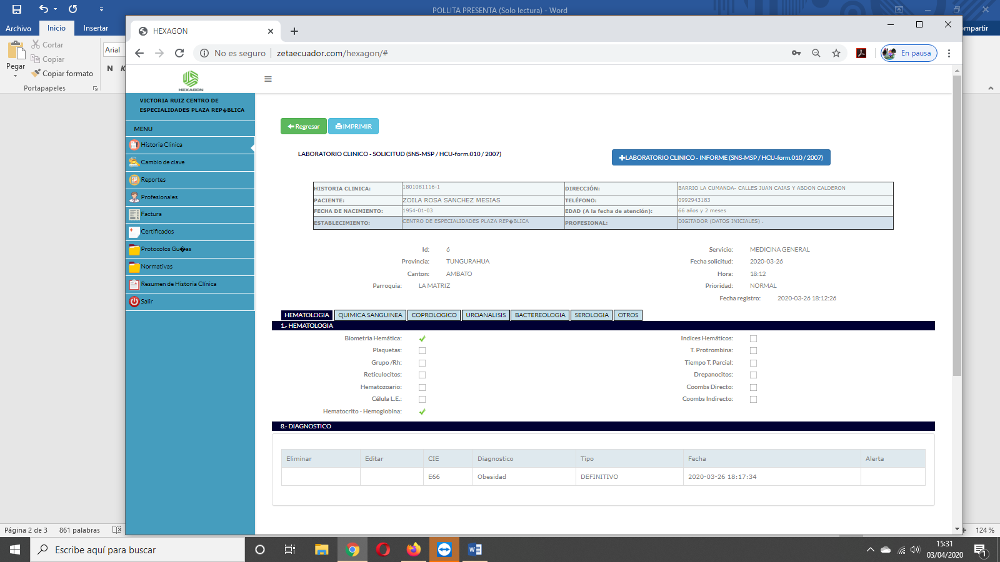 POLLITA PRESENTA (Solo lectura) - Word
Archivo
Inicio
Insertar
Pegar
Cortar
Copiar
Copiar formato
Portapapeles
Arial
N K
HEXAGON
No es seguro
zetaecuador.com/hexagon/#
En pausa
HEXAGON
VICTORIA RUIZ CENTRO DE
ESPECIALIDADES PLAZA REP�BLICA
MENU
Historia Clinica
Cambio de clave
Reportes
Profesionales
Factura
Certificados
Protocolos Gu�as
Normativas
Resumen de Historia Clínica
Salir
Regresar
IMPRIMIR
LABORATORIO CLINICO - SOLICITUD (SNS-MSP / HCU-form.010 / 2007)
LABORATORIO CLINICO - INFORME (SNS-MSP / HCU-form.010 / 2007)
HISTORIA CLINICA: 1801081116-1 DIRECCIÓN: BARRIO LA CUMANDA- CALLES JUAN CAJAS Y ABDON CALDERON
PACIENTE: ZOILA ROSA SANCHEZ MESIAS TELÉFONO: 0992943183
FECHA DE NACIMIENTO: 1954-01-03 EDAD (A la fecha de atención): 66 años y 2 meses
ESTABLECIMIENTO: CENTRO DE ESPECIALIDADES PLAZA REP�BLICA PROFESIONAL: DIGITADOR (DATOS INICIALES) .
Id: 6 Servicio: MEDICINA GENERAL
Provincia: TUNGURAHUA Fecha solicitud: 2020-03-26
Canton: AMBATO Hora: 18:12
Parroquia: LA MATRIZ Prioridad: NORMAL
Fecha registro: 2020-03-26 18:12:26
HEMATOLOGIA QUIMICA SANGUINEA COPROLOGICO UROANALISIS BACTEREOLOGIA SEROLOGIA OTROS
1.- HEMATOLOGIA
Biometria Hemática: Indices Hemáticos:
Plaquetas: T. Protrombina:
Grupo /Rh: Tiempo T. Parcial:
Reticulocitos: Drepanocitos:
Hematozoario: Coombs Directo:
Célula L.E.: Coombs Indirecto:
Hematocrito - Hemoglobina:
8.- DIAGNOSTICO
Eliminar Editar CIE Diagnostico Tipo Fecha Alerta
E66 Obesidad DEFINITIVO 2020-03-26 18:17:34
Página 2 de 3 861 palabras
124 %
Escribe aquí para buscar
15:31
03/04/2020
1